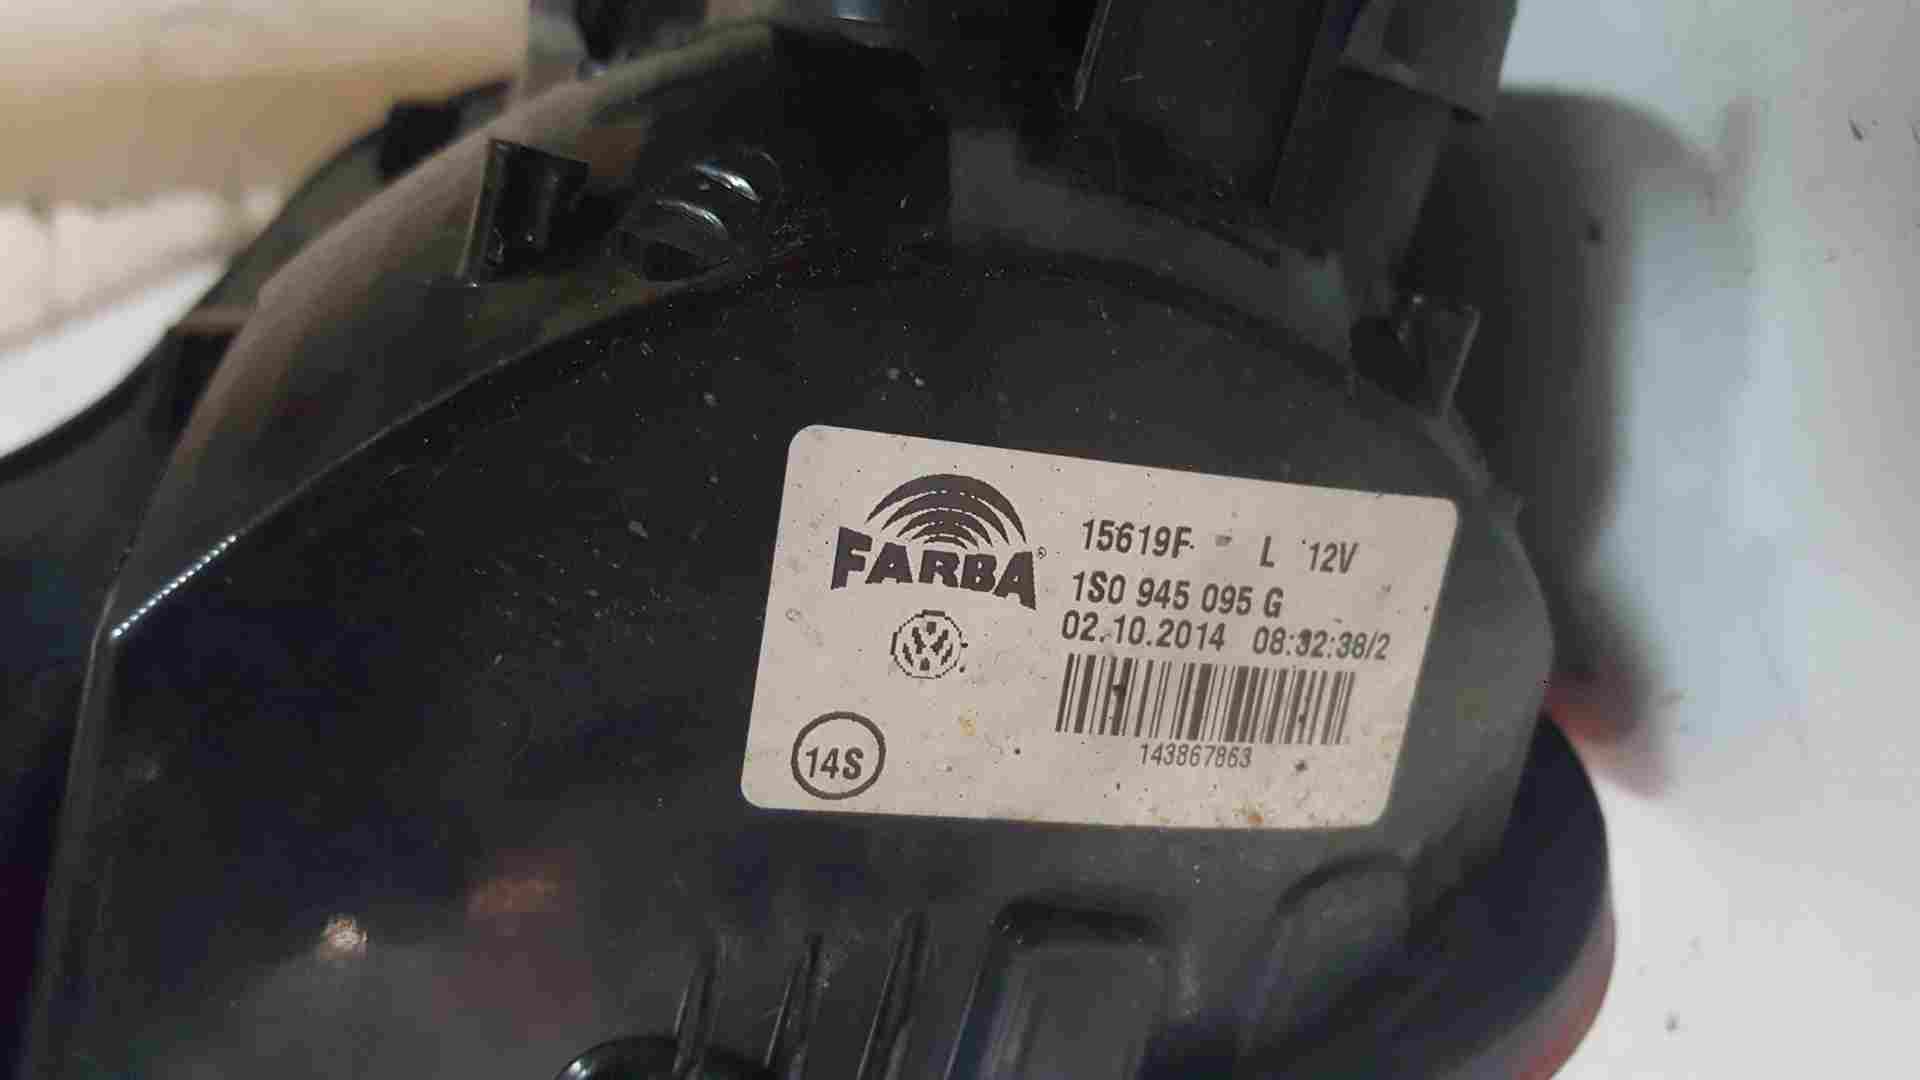 FARBA®
15619F - L 12V
1S0 945 095 G
02.10.2014 08:32:38/2
143867863
14S